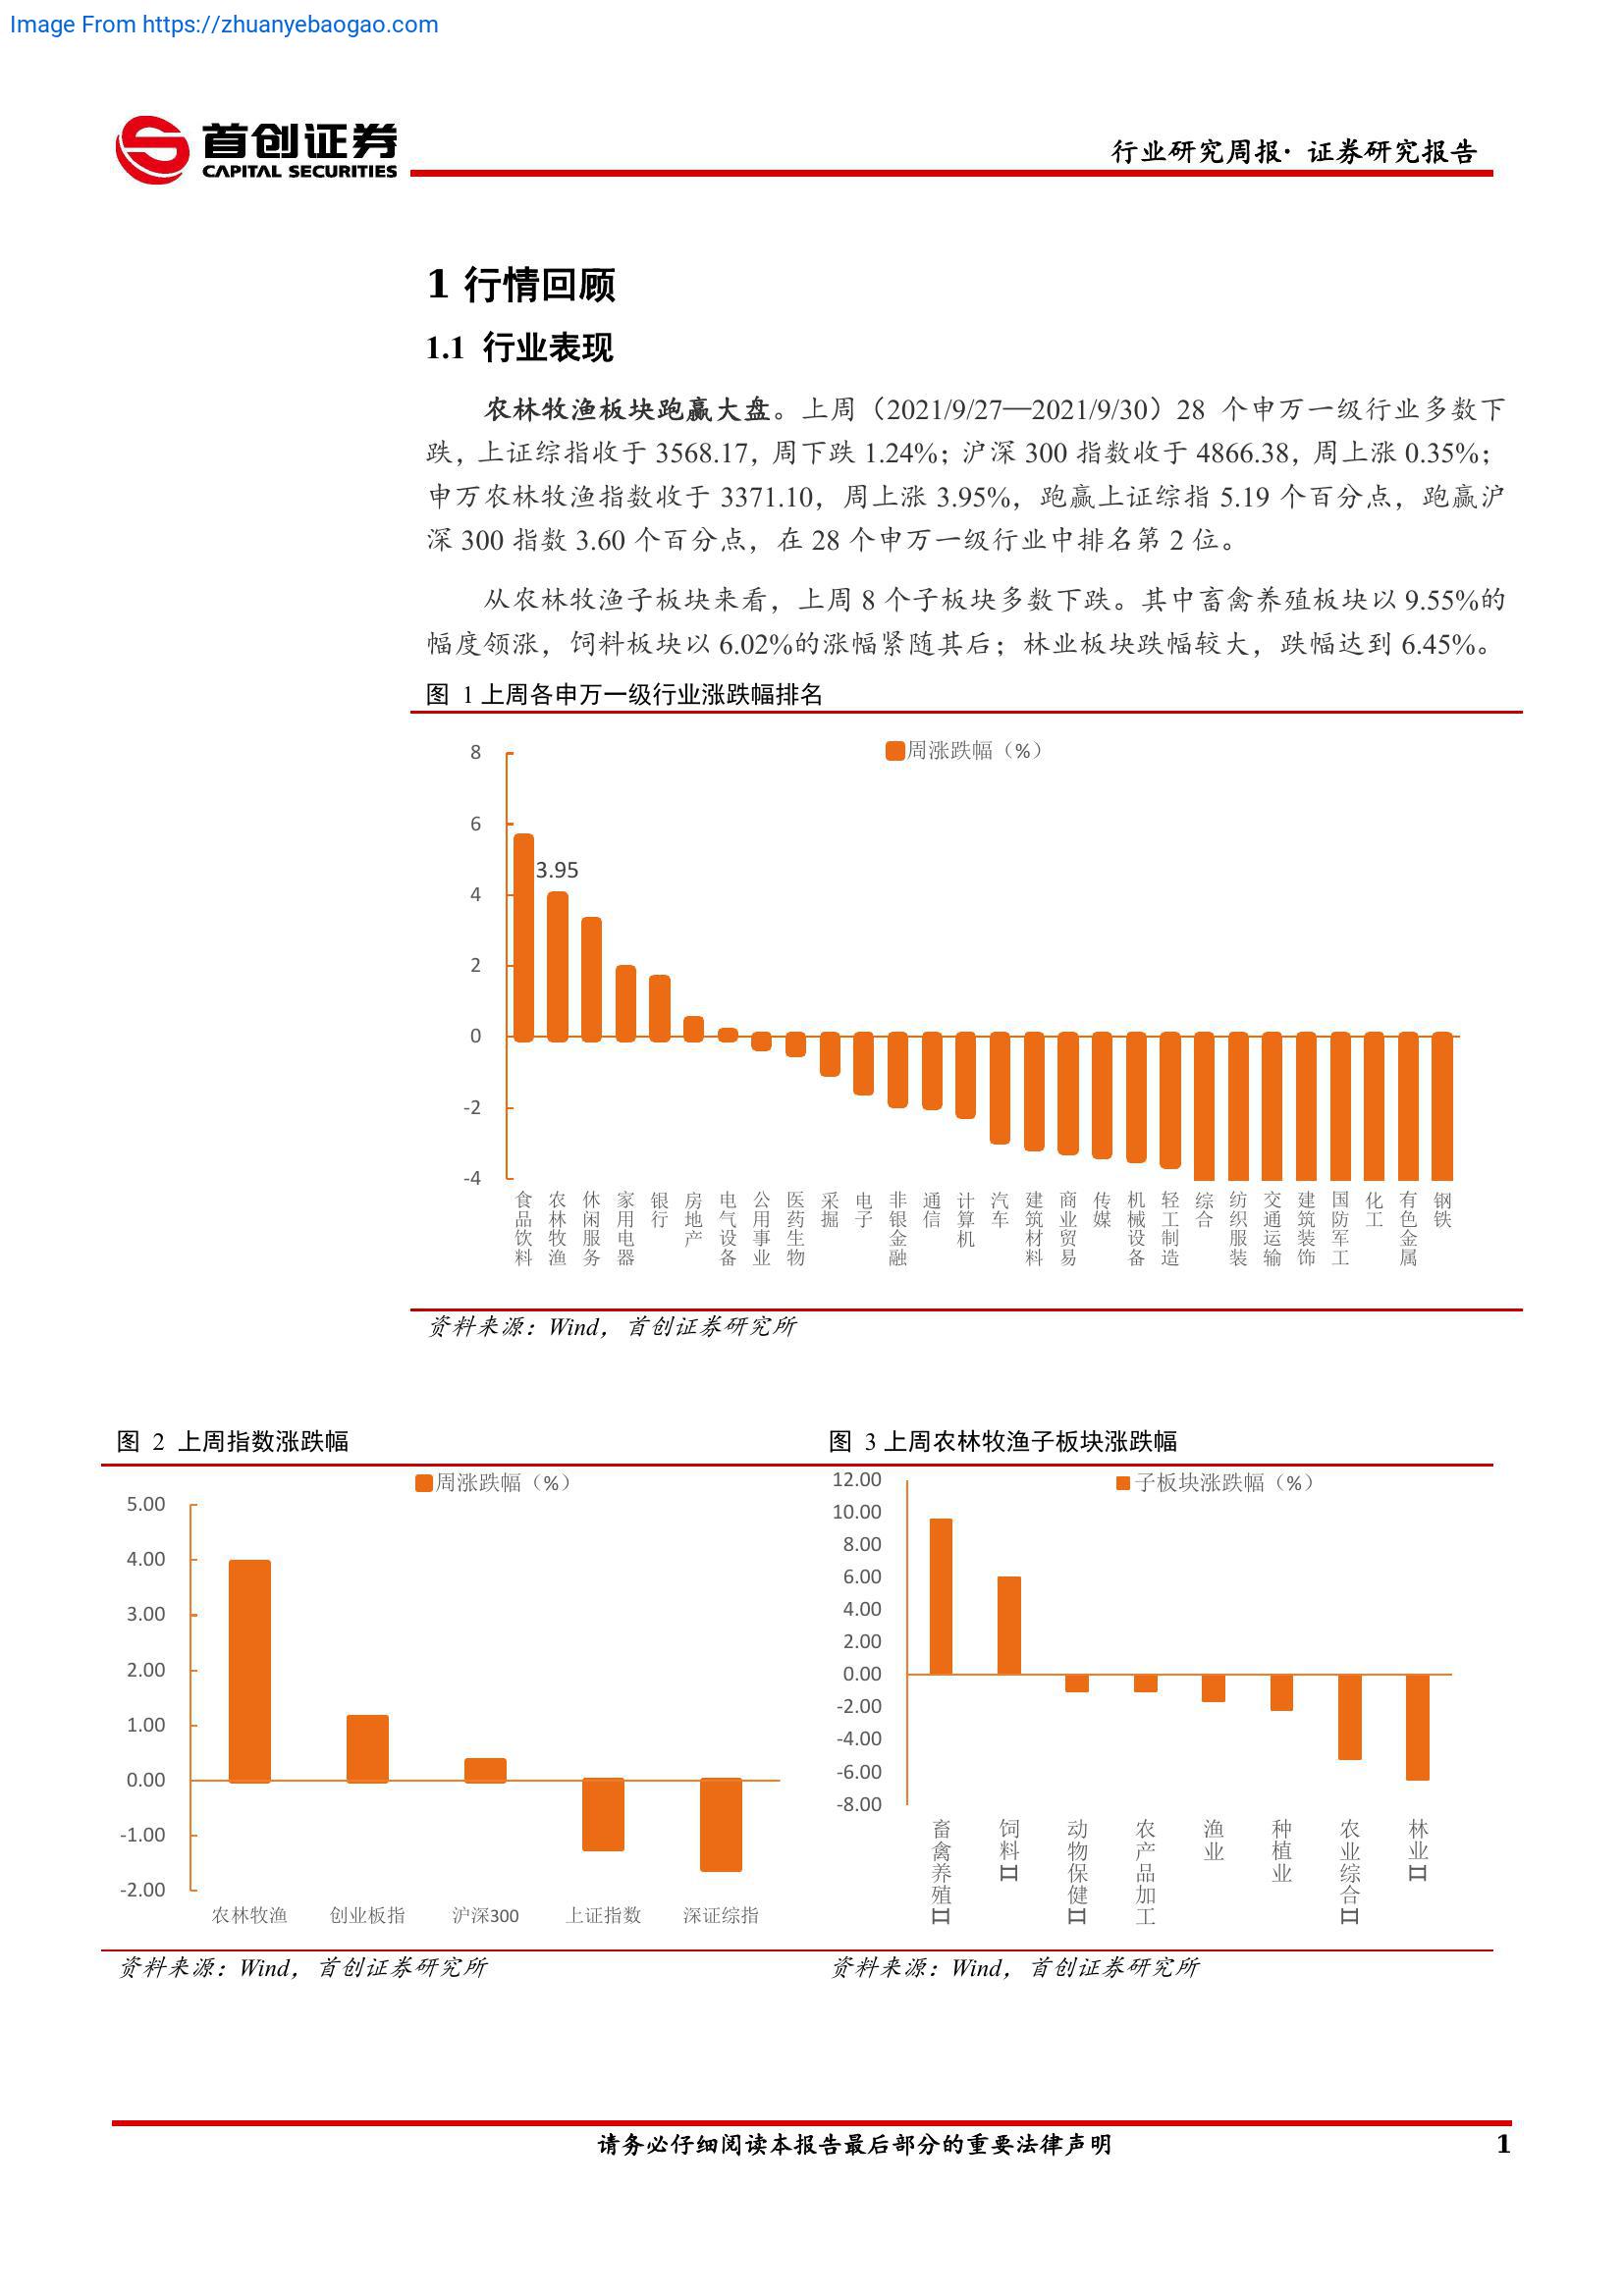 Image From https://zhuanyebaogao.com
首创证券
CAPITAL SECURITIES
行业研究周报· 证券研究报告
1 行情回顾
1.1 行业表现
农林牧渔板块跑赢大盘。上周（2021/9/27—2021/9/30）28 个申万一级行业多数下
跌，上证综指收于 3568.17，周下跌 1.24%；沪深 300 指数收于 4866.38，周上涨 0.35%；
申万农林牧渔指数收于 3371.10，周上涨 3.95%，跑赢上证综指 5.19 个百分点，跑赢沪
深 300 指数 3.60 个百分点，在 28 个申万一级行业中排名第 2 位。
从农林牧渔子板块来看，上周 8 个子板块多数下跌。其中畜禽养殖板块以 9.55%的
幅度领涨，饲料板块以 6.02%的涨幅紧随其后；林业板块跌幅较大，跌幅达到 6.45%。
图 1 上周各申万一级行业涨跌幅排名
周涨跌幅（%）
8
6
4
2
0
-2
-4
3.95
食品饮料
农林牧渔
休闲服务
家用电器
银行
房地产
电气设备
公用事业
医药生物
采掘
电子
非银金融
通信
计算机
汽车
建筑材料
商业贸易
传媒
机械设备
轻工制造
综合
纺织服装
交通运输
建筑装饰
国防军工
化工
有色金属
钢铁
资料来源：Wind，首创证券研究所
图 2 上周指数涨跌幅
周涨跌幅（%）
5.00
4.00
3.00
2.00
1.00
0.00
-1.00
-2.00
农林牧渔
创业板指
沪深300
上证指数
深证综指
资料来源：Wind，首创证券研究所
图 3 上周农林牧渔子板块涨跌幅
子板块涨跌幅（%）
12.00
10.00
8.00
6.00
4.00
2.00
0.00
-2.00
-4.00
-6.00
-8.00
畜禽养殖Ⅱ
饲料Ⅱ
动物保健Ⅱ
农产品加工
渔业
种植业
农业综合Ⅱ
林业Ⅱ
资料来源：Wind，首创证券研究所
请务必仔细阅读本报告最后部分的重要法律声明
1